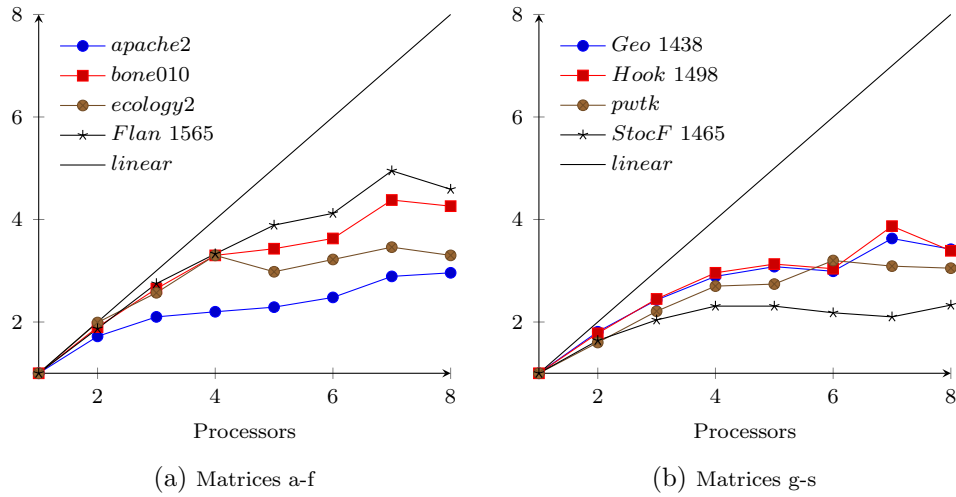 8
6
4
2
2 4 6 8
apache2
bone010
ecology2
Flan 1565
linear
Processors
(a) Matrices a-f
8
6
4
2
2 4 6 8
Geo 1438
Hook 1498
pwtk
StocF 1465
linear
Processors
(b) Matrices g-s